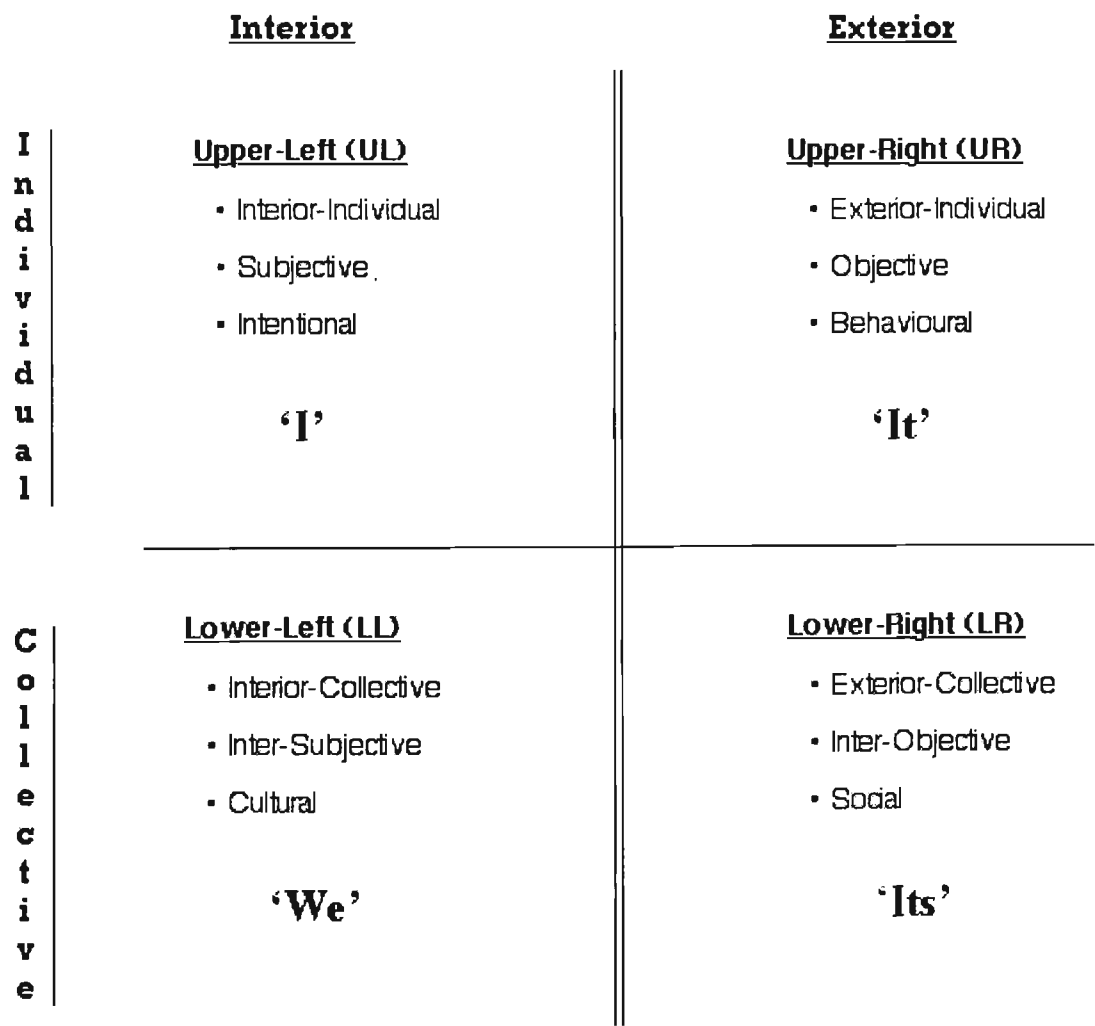 Interior
Exterior
Individual
Upper-Left (UL)
• Interior-Individual
• Subjective
• Intentional
‘I’
Upper-Right (UR)
• Exterior-Individual
• Objective
• Behavioural
‘It’
Collective
Lower-Left (LL)
• Interior-Collective
• Inter-Subjective
• Cultural
‘We’
Lower-Right (LR)
• Exterior-Collective
• Inter-Objective
• Social
‘Its’